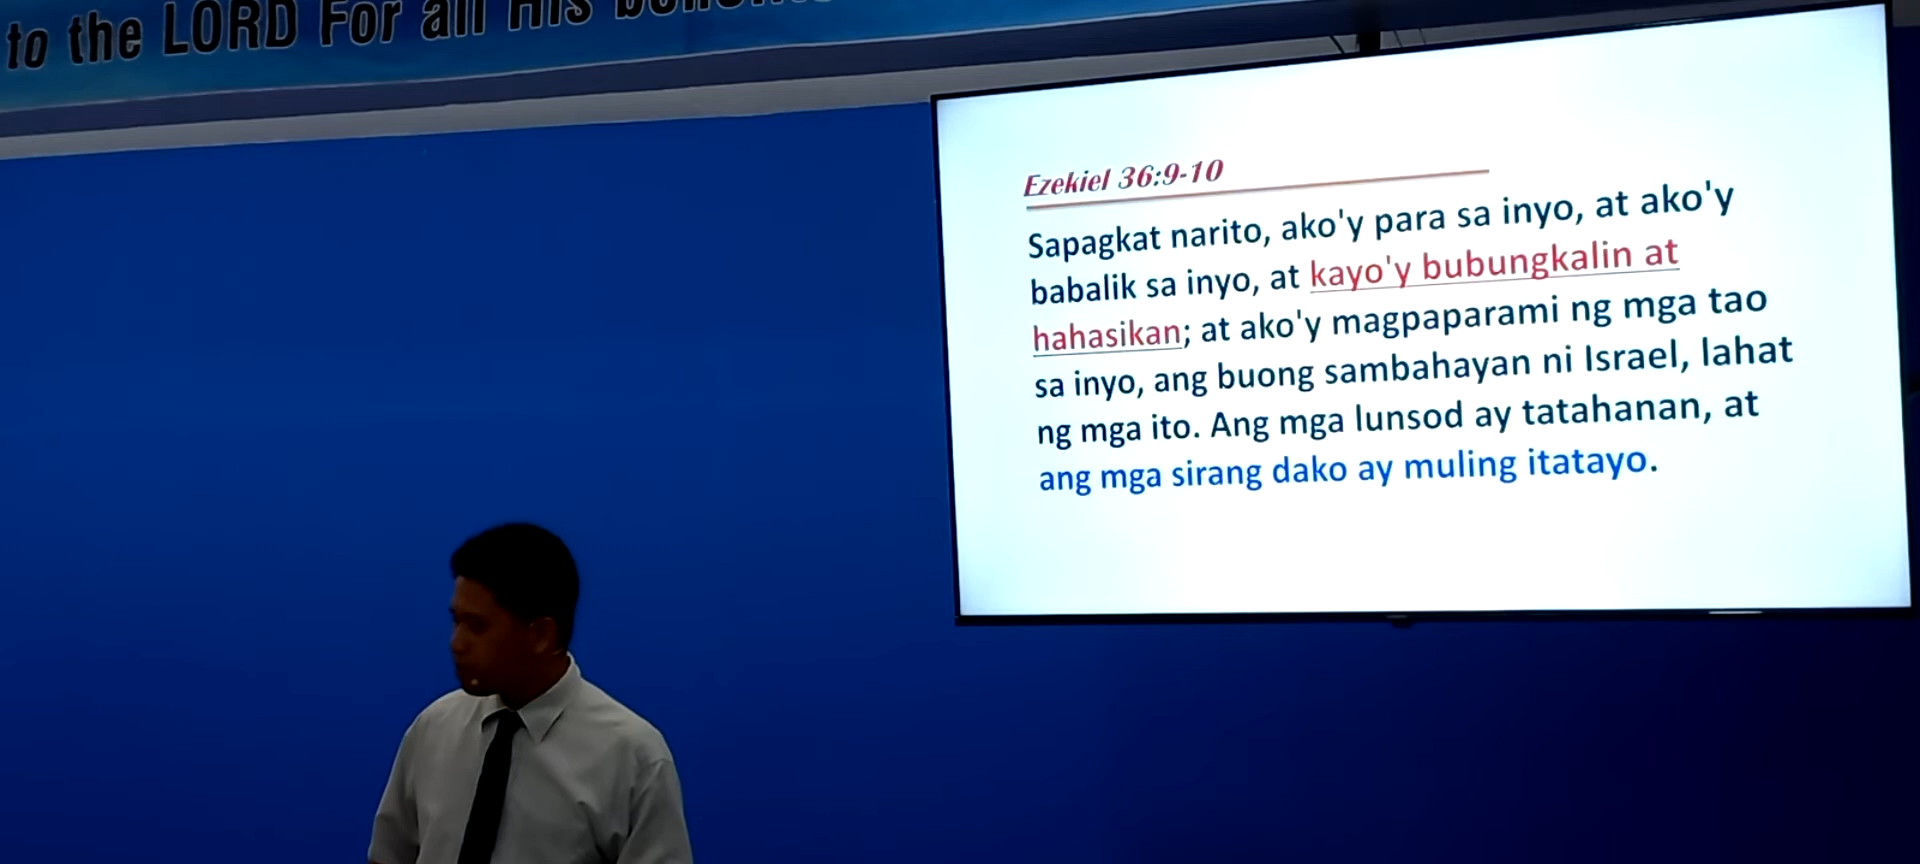 to the LORD For all His
Ezekiel 36:9-10
Sapagkat narito, ako'y para sa inyo, at ako'y
babalik sa inyo, at kayo'y bubungkalin at
hahasikan; at ako'y magpaparami ng mga tao
sa inyo, ang buong sambahayan ni Israel, lahat
ng mga ito. Ang mga lunsod ay tatahanan, at
ang mga sirang dako ay muling itatayo.